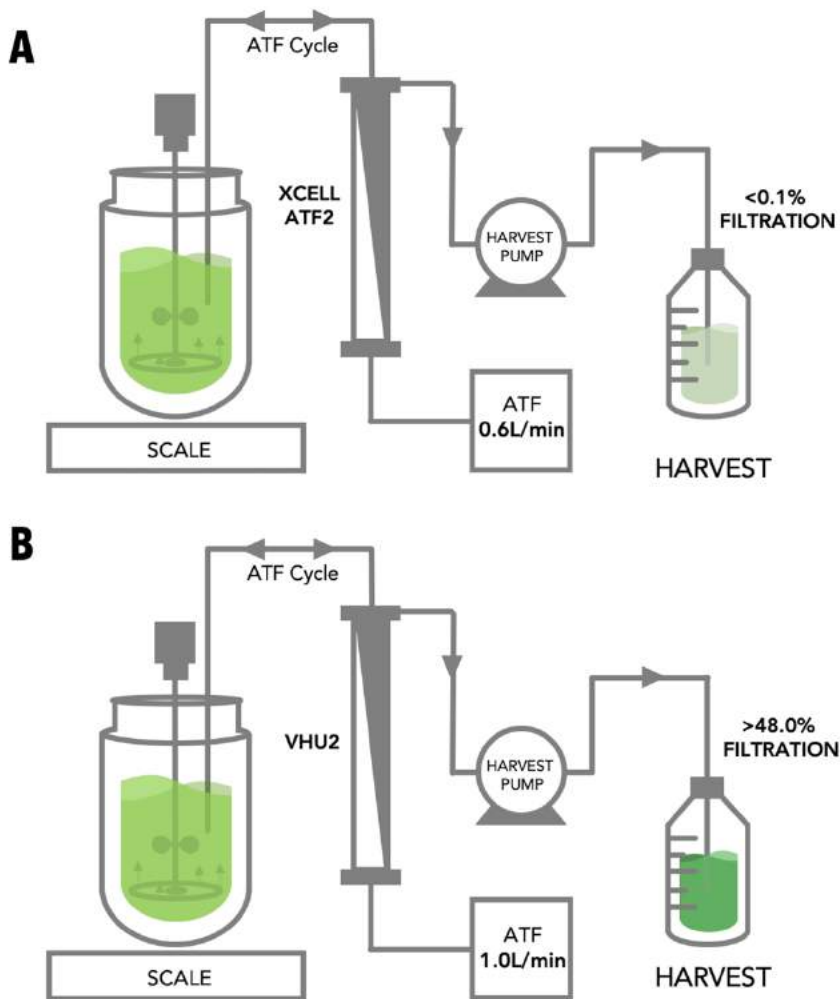 A
ATF Cycle
XCELL
ATF2
HARVEST
PUMP
<0.1%
FILTRATION
ATF
0.6L/min
SCALE
HARVEST
B
ATF Cycle
VHU2
HARVEST
PUMP
>48.0%
FILTRATION
ATF
1.0L/min
SCALE
HARVEST